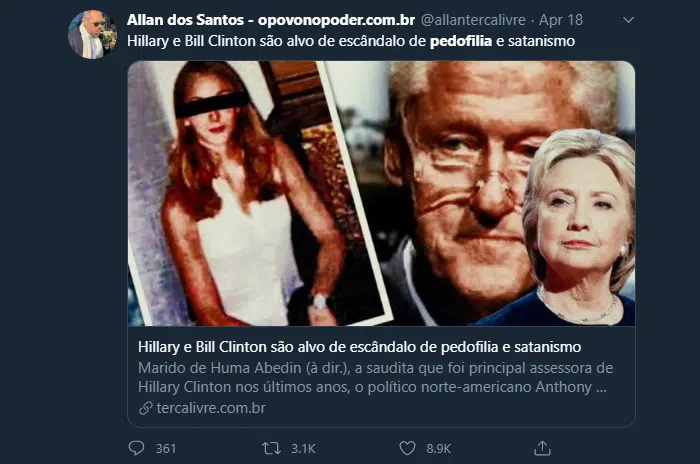 Allan dos Santos - opovonopoder.com.br @allantercalivre · Apr 18
Hillary e Bill Clinton são alvo de escândalo de pedofilia e satanismo
Hillary e Bill Clinton são alvo de escândalo de pedofilia e satanismo
Marido de Huma Abedin (à dir.), a saudita que foi principal assessora de
Hillary Clinton nos últimos anos, o político norte-americano Anthony ...
tercalivre.com.br
361 3.1K 8.9K